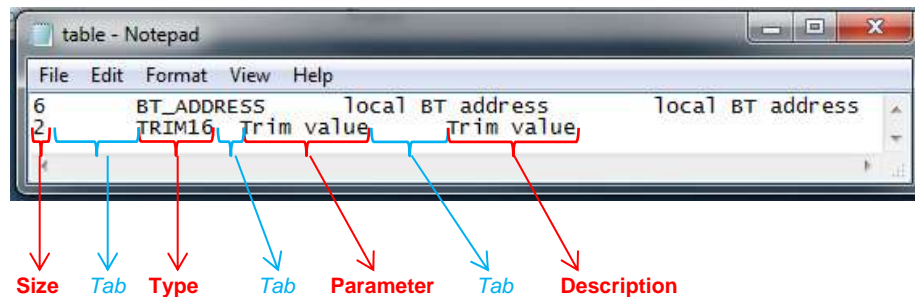 table - Notepad
File Edit Format View Help
6 BT_ADDRESS local BT address local BT address
2 TRIM16 Trim value Trim value
Size Tab Type Tab Parameter Tab Description